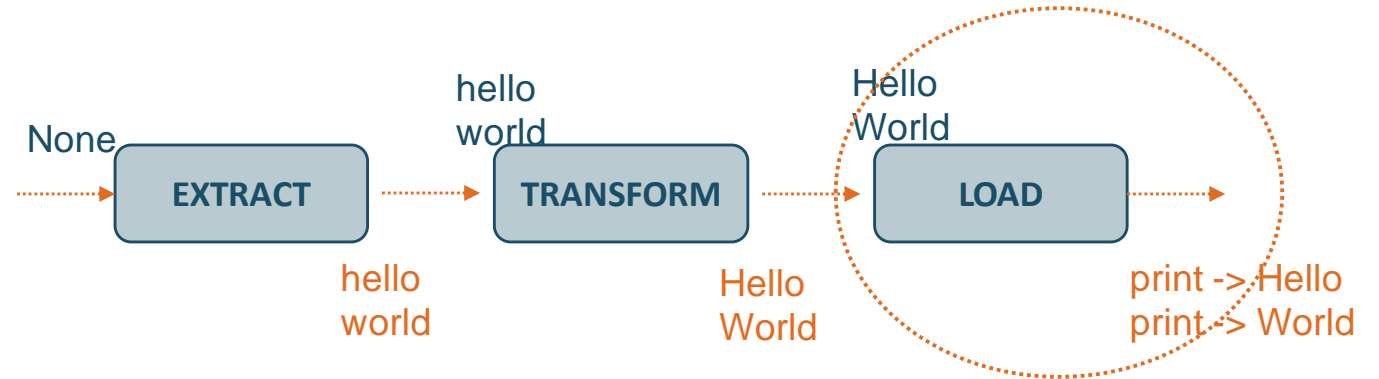 None
EXTRACT
hello
world
hello
world
TRANSFORM
Hello
World
Hello
World
LOAD
print -> Hello
print -> World